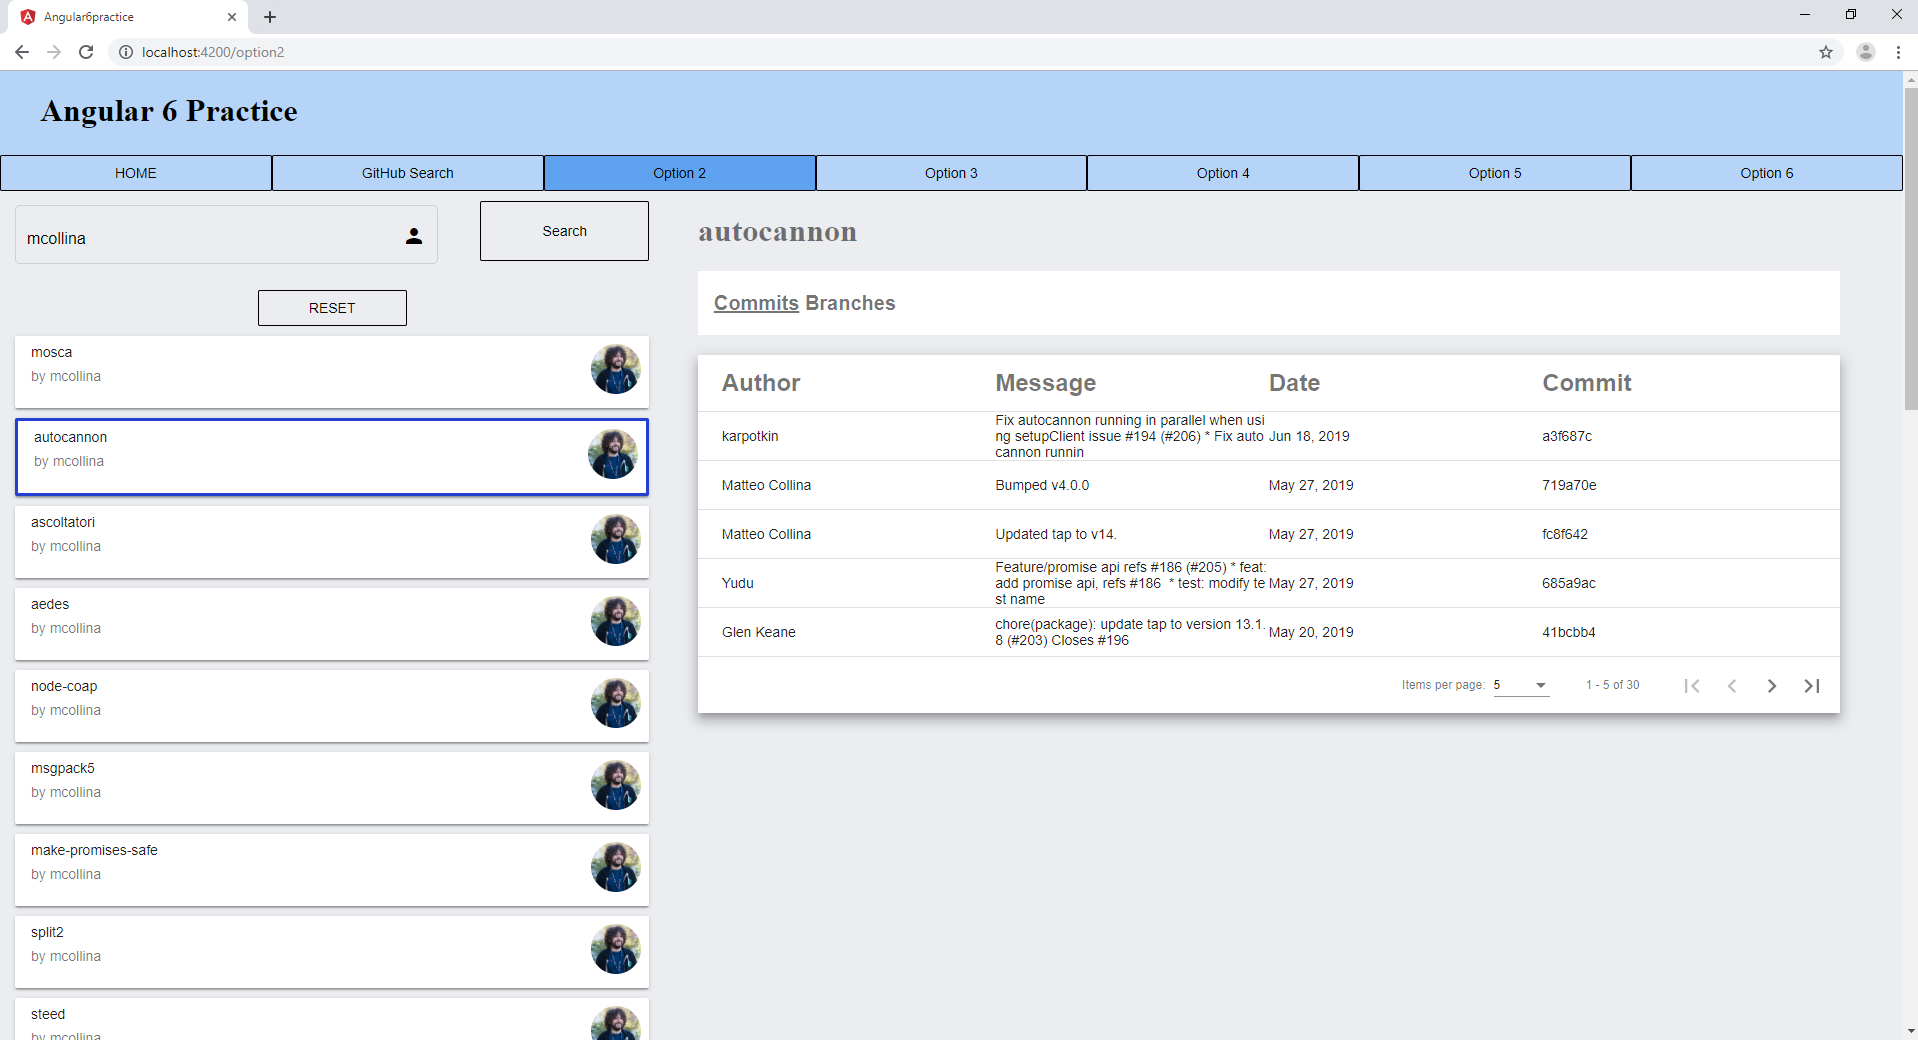 Angular6practice
localhost:4200/option2
Angular 6 Practice
HOME
GitHub Search
Option 2
Option 3
Option 4
Option 5
Option 6
mcollina
Search
RESET
mosca
by mcollina
autocannon
by mcollina
ascoltatori
by mcollina
aedes
by mcollina
node-coap
by mcollina
msgpack5
by mcollina
make-promises-safe
by mcollina
split2
by mcollina
steed
by mcollina
autocannon
Commits Branches
Author Message Date Commit
Fix autocannon running in parallel when usi
karpotkin ng setupClient issue #194 (#206) * Fix auto Jun 18, 2019 a3f687c
cannon runnin
Matteo Collina Bumped v4.0.0 May 27, 2019 719a70e
Matteo Collina Updated tap to v14. May 27, 2019 fc8f642
Feature/promise api refs #186 (#205) * feat:
Yudu add promise api, refs #186 * test: modify te May 27, 2019 685a9ac
st name
chore(package): update tap to version 13.1.
Glen Keane May 20, 2019 41bcbb4
8 (#203) Closes #196
Items per page: 5 1 - 5 of 30